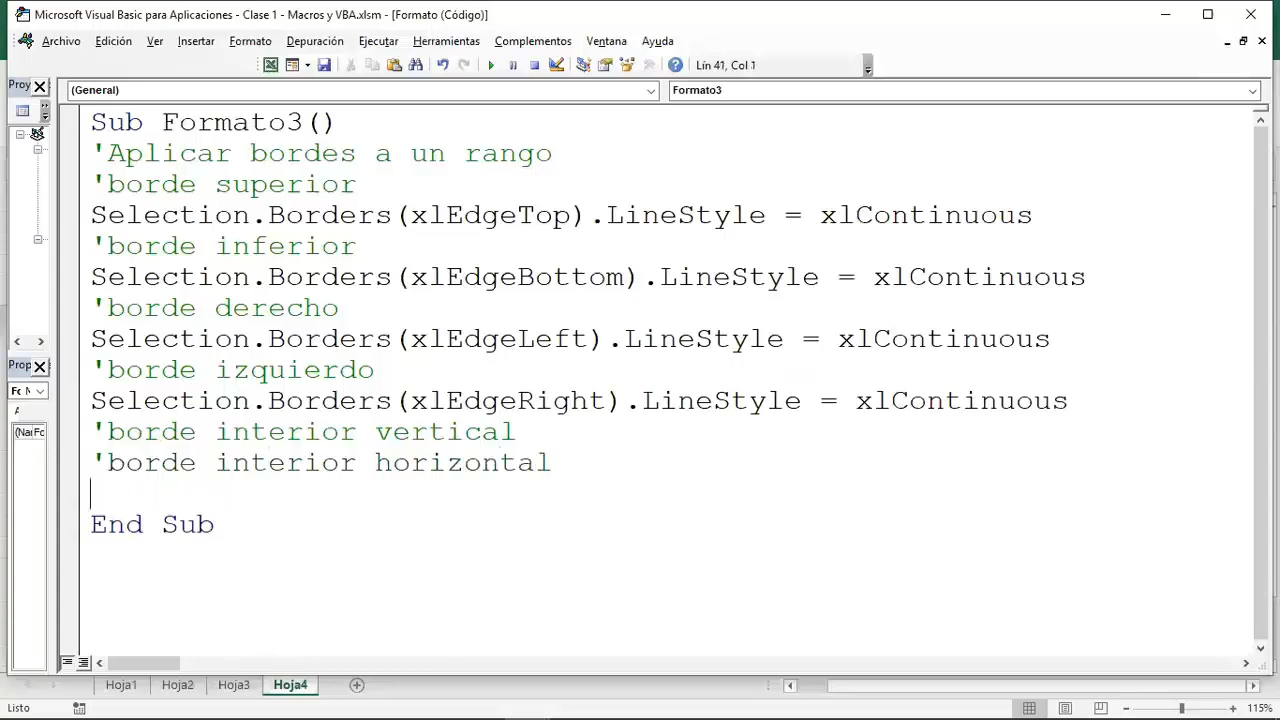 Microsoft Visual Basic para Aplicaciones - Clase 1 - Macros y VBA.xlsm - [Formato (Código)]
Archivo Edición Ver Insertar Formato Depuración Ejecutar Herramientas Complementos Ventana Ayuda
Lín 41, Col 1
Proy
(General) Formato3
Sub Formato3()
'Aplicar bordes a un rango
'borde superior
Selection.Borders(xlEdgeTop).LineStyle = xlContinuous
'borde inferior
Selection.Borders(xlEdgeBottom).LineStyle = xlContinuous
'borde derecho
Selection.Borders(xlEdgeLeft).LineStyle = xlContinuous
'borde izquierdo
Selection.Borders(xlEdgeRight).LineStyle = xlContinuous
'borde interior vertical
'borde interior horizontal
End Sub
Prop
Hoja1 Hoja2 Hoja3 Hoja4
Listo 115%